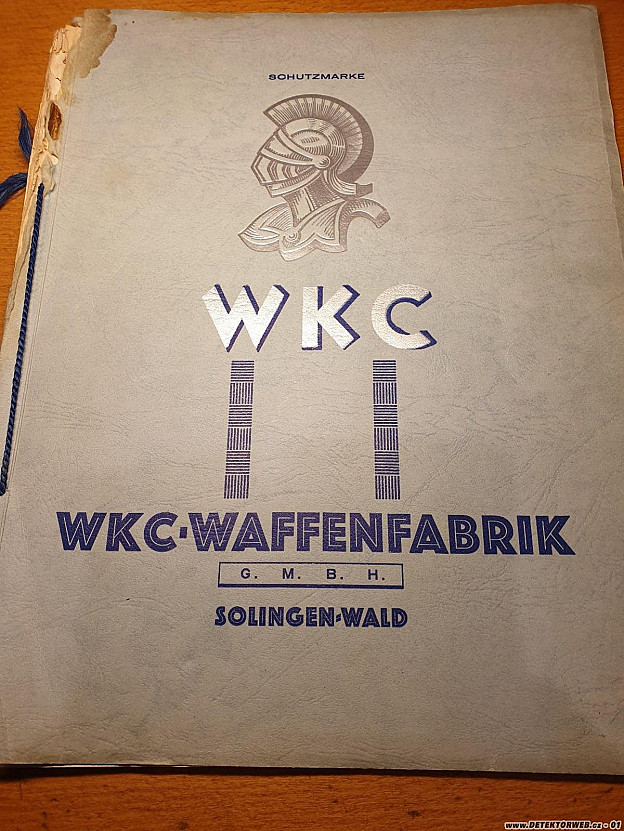 SCHUTZMARKE
WKC
WKC-WAFFENFABRIK
G. M. B. H.
SOLINGEN-WALD
www.DETEKTORWEB.cz - 01